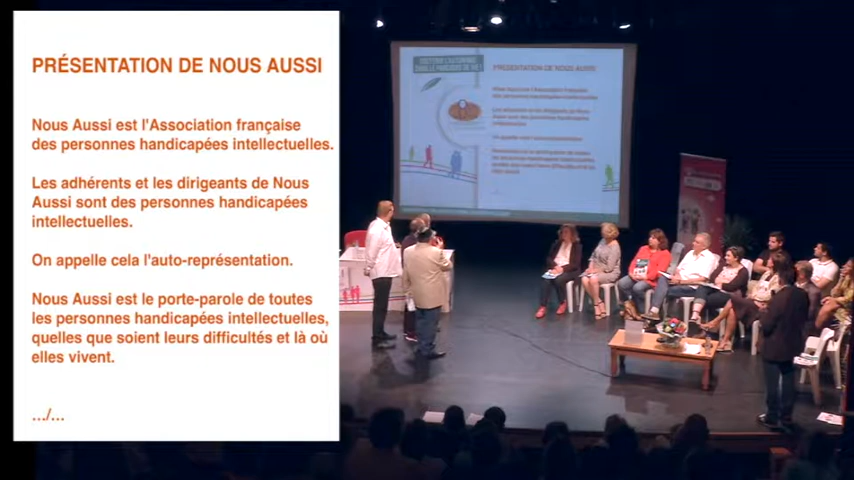 PRÉSENTATION DE NOUS AUSSI
Nous Aussi est l'Association française
des personnes handicapées intellectuelles.
Les adhérents et les dirigeants de Nous
Aussi sont des personnes handicapées
intellectuelles.
On appelle cela l'auto-représentation.
Nous Aussi est le porte-parole de toutes
les personnes handicapées intellectuelles,
quelles que soient leurs difficultés et là où
elles vivent.
.../...
PRÉSENTATION DE NOUS AUSSI